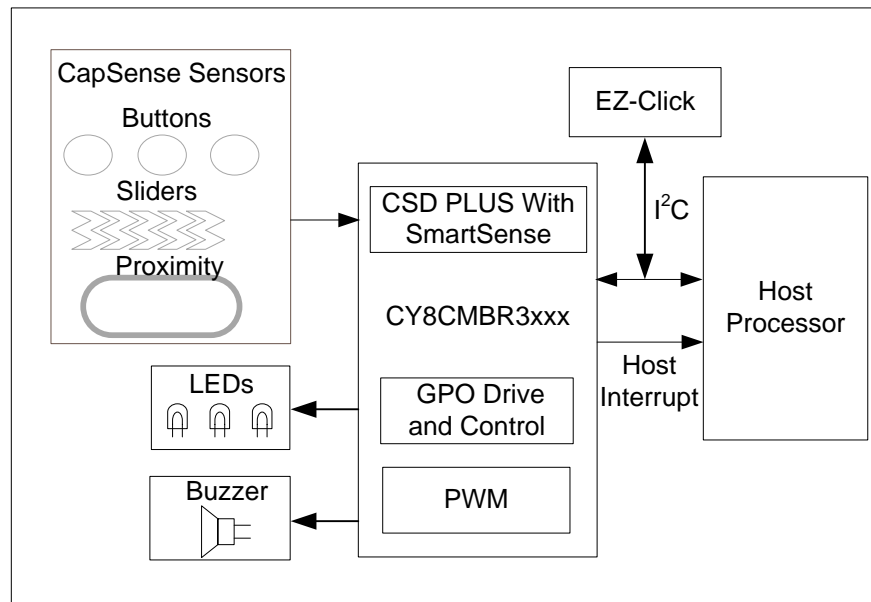 CapSense Sensors
Buttons
Sliders
Proximity
EZ-Click
I²C
CSD PLUS With
SmartSense
CY8CMBR3xxx
Host
Processor
Host
Interrupt
LEDs
GPO Drive
and Control
Buzzer
PWM